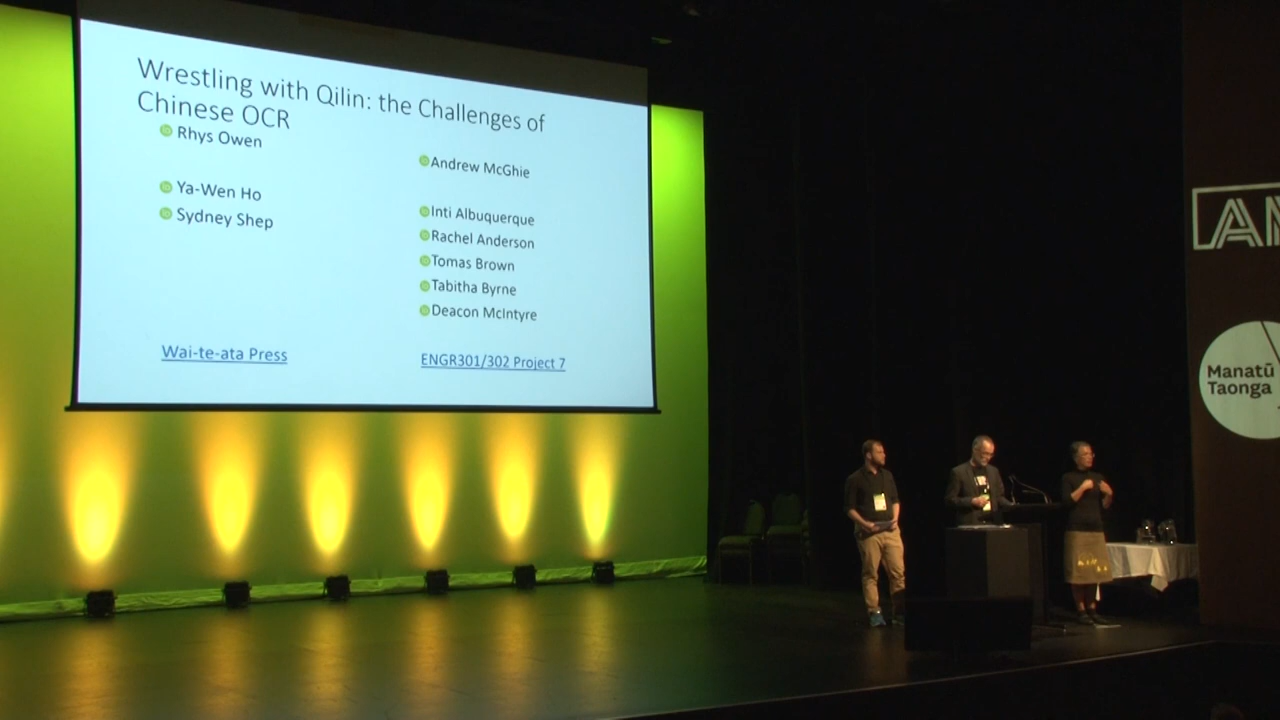 Wrestling with Qilin: the Challenges of
Chinese OCR
Rhys Owen
Ya-Wen Ho
Sydney Shep
Wai-te-ata Press
Andrew McGhie
Inti Albuquerque
Rachel Anderson
Tomas Brown
Tabitha Byrne
Deacon McIntyre
ENGR301/302 Project 7
Manatū
Taonga